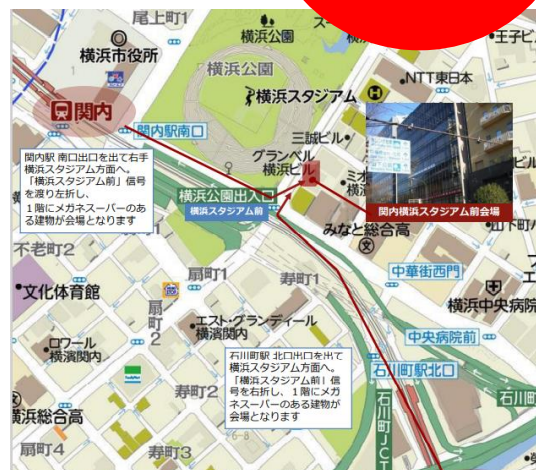 尾上町1
横浜公園
王子ビ
横浜市役所
横浜公園
NTT東日本
横浜スタジアム
関内
関内駅南口
三誠ビル
関内駅 南口出口を出て右手
横浜スタジアム方面へ。
「横浜スタジアム前」信号
を渡り左折し、
1階にメガネスーパーのあ
る建物が会場となります
グランベル
横浜ビル
ミオ
ビル
横浜公園出入口
横浜スタジアム前
関内横浜スタジアム前会場
みなと総合高
山下町
不老町2
扇町1
寿町1
中華街西門
文化体育館
扇町2
エスト・グランディール
横濱関内
横浜中央病院
ロワール
横濱関内
中央病院前
石川町駅 北口出口を出て
横浜スタジアム方面へ。
「横浜スタジアム前」信
号を右折し、1階にメガ
ネスーパーのある建物が
会場となります
石川町駅北口
FamilyMart
寿町2
石川町JCT
石川町
横浜総合高
扇町4
寿町3
6-8